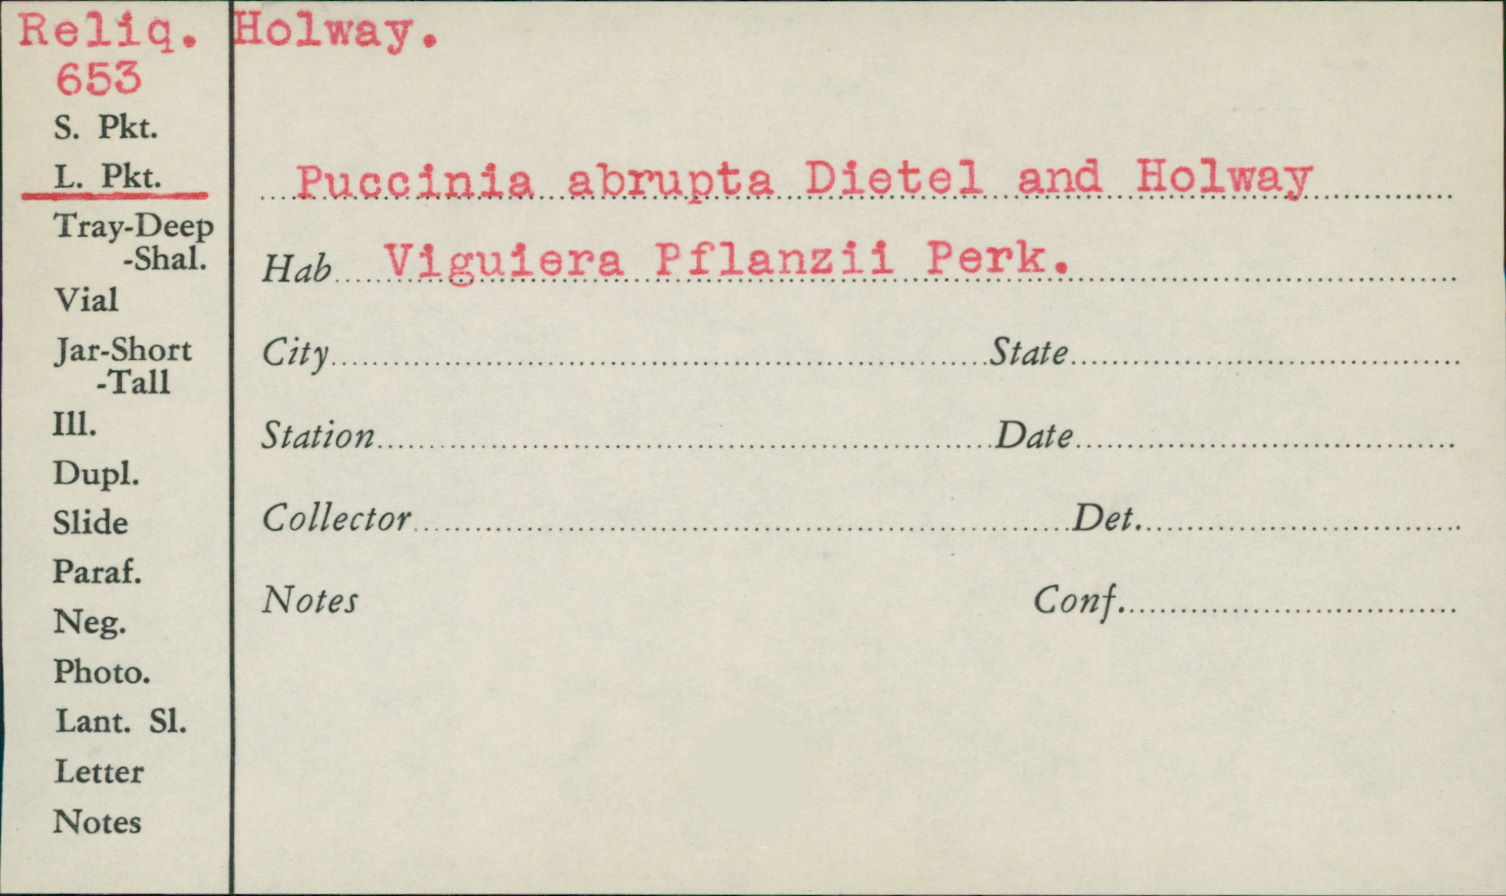 Reliq. Holway.
653
S. Pkt.
L. Pkt.
Tray-Deep
-Shal.
Vial
Jar-Short
-Tall
Ill.
Dupl.
Slide
Paraf.
Neg.
Photo.
Lant. Sl.
Letter
Notes
Puccinia abrupta Dietel and Holway
Hab Viguiera Pflanzii Perk.
City State
Station Date
Collector Det.
Notes Conf.